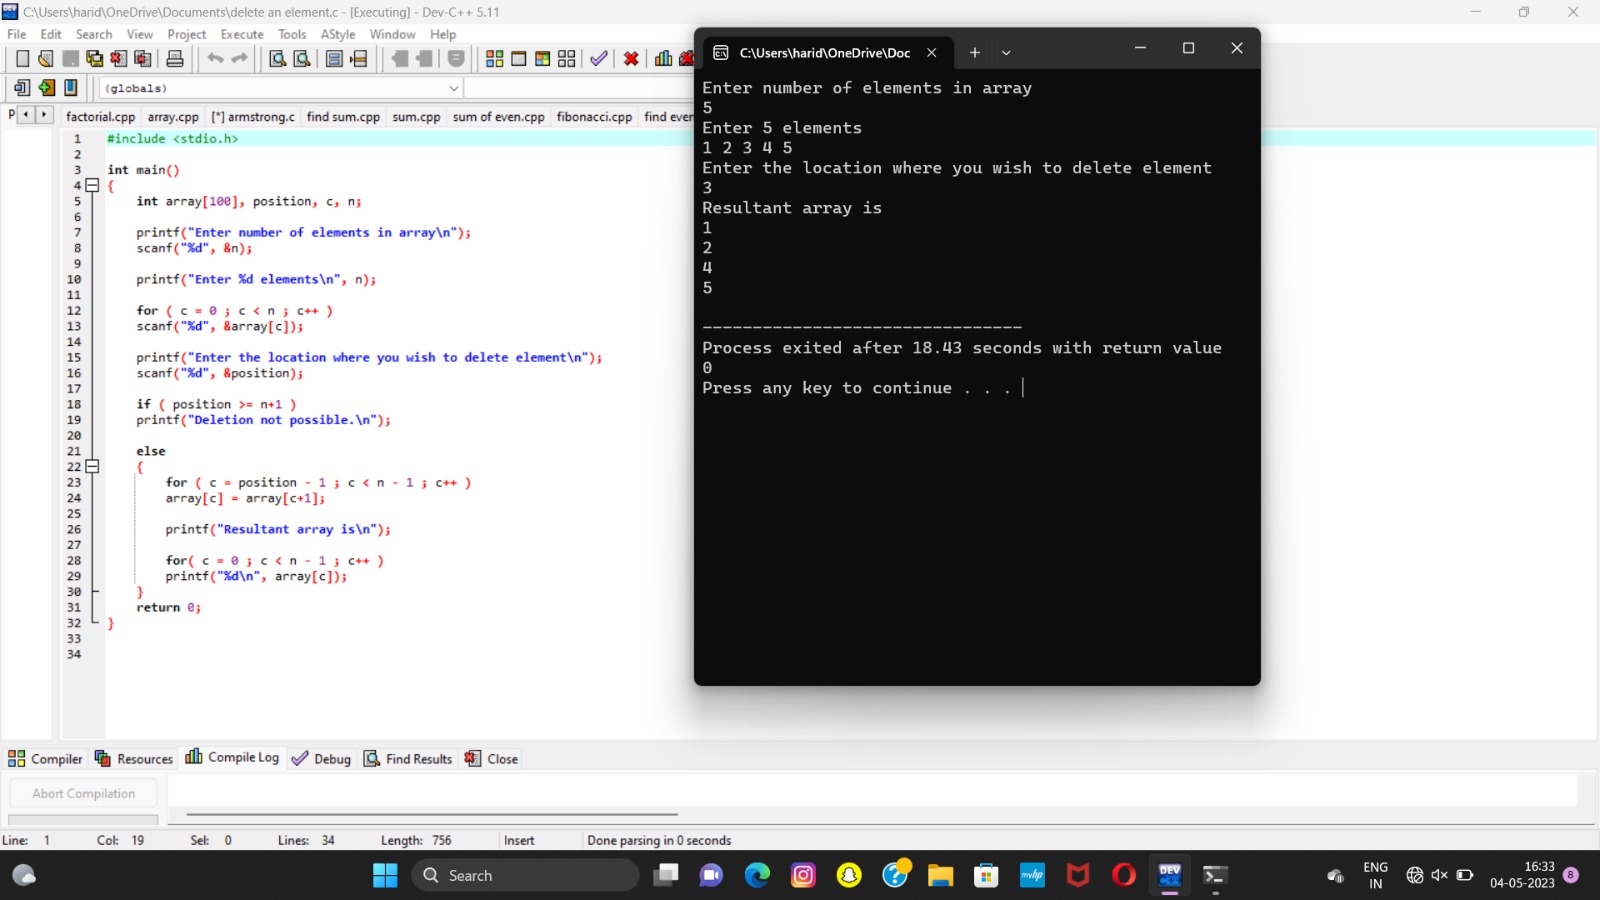 C:\Users\harid\OneDrive\Documents\delete an element.c - [Executing] - Dev-C++ 5.11
File Edit Search View Project Execute Tools AStyle Window Help
(globals)
P factorial.cpp array.cpp [*] armstrong.c find sum.cpp sum.cpp sum of even.cpp fibonacci.cpp find even
1 #include <stdio.h>
2
3 int main()
4 {
5 int array[100], position, c, n;
6
7 printf("Enter number of elements in array\n");
8 scanf("%d", &n);
9
10 printf("Enter %d elements\n", n);
11
12 for ( c = 0 ; c < n ; c++ )
13 scanf("%d", &array[c]);
14
15 printf("Enter the location where you wish to delete element\n");
16 scanf("%d", &position);
17
18 if ( position >= n+1 )
19 printf("Deletion not possible.\n");
20
21 else
22 {
23 for ( c = position - 1 ; c < n - 1 ; c++ )
24 array[c] = array[c+1];
25
26 printf("Resultant array is\n");
27
28 for( c = 0 ; c < n - 1 ; c++ )
29 printf("%d\n", array[c]);
30 }
31 return 0;
32 }
33
34
C:\Users\harid\OneDrive\Doc
Enter number of elements in array
5
Enter 5 elements
1 2 3 4 5
Enter the location where you wish to delete element
3
Resultant array is
1
2
4
5
--------------------------------
Process exited after 18.43 seconds with return value
0
Press any key to continue . . .
Compiler Resources Compile Log Debug Find Results Close
Abort Compilation
Line: 1 Col: 19 Sel: 0 Lines: 34 Length: 756 Insert Done parsing in 0 seconds
Search
myhp
DEV
ENG
IN
16:33
04-05-2023
8